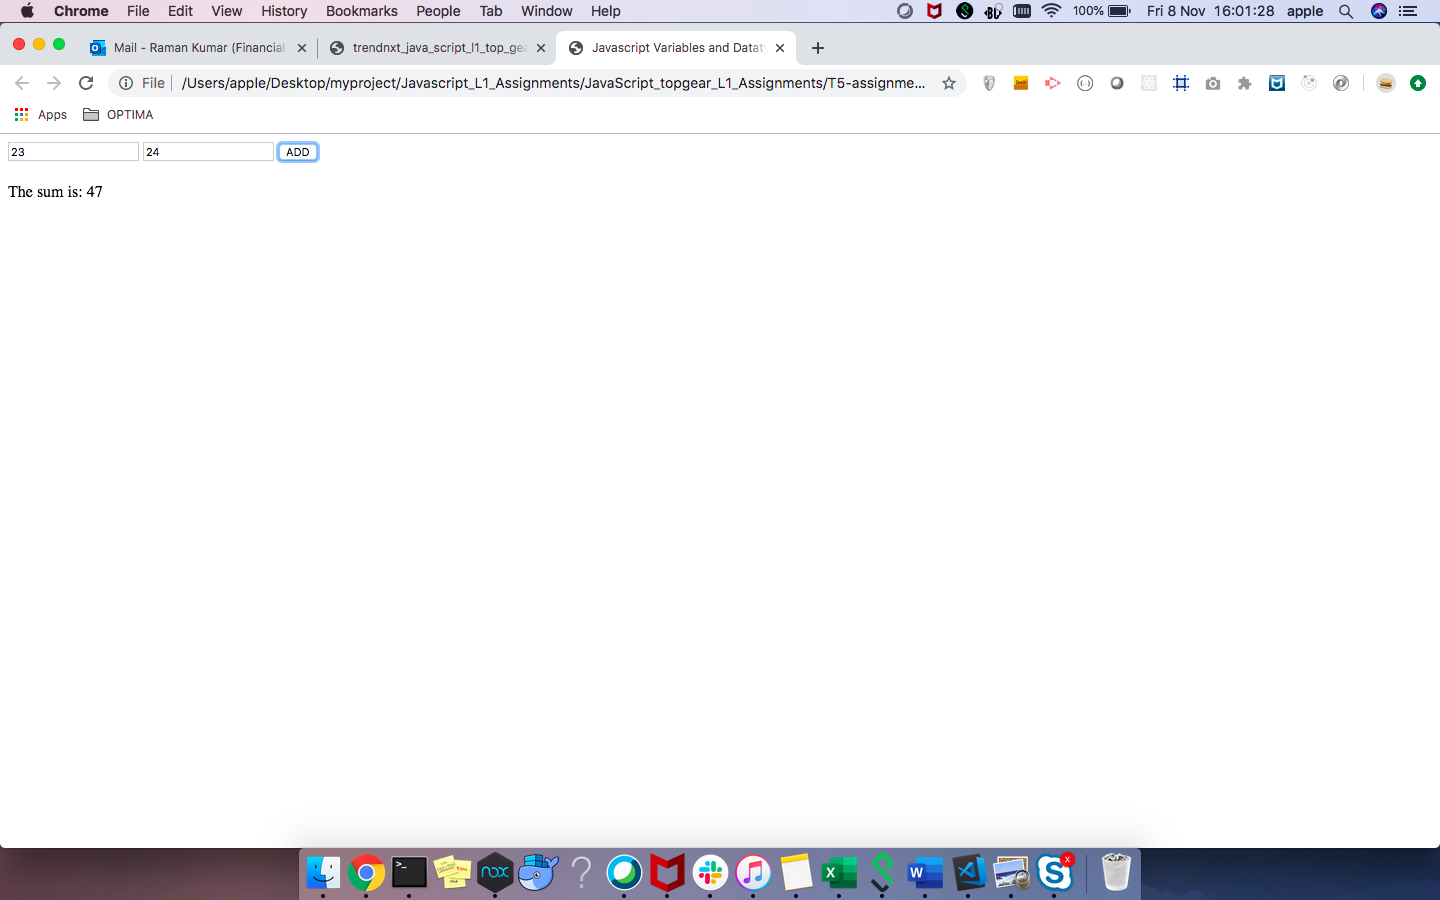 Chrome File Edit View History Bookmarks People Tab Window Help 100% Fri 8 Nov 16:01:28 apple
Mail - Raman Kumar (Financial trendnxt_java_script_l1_top_gea Javascript Variables and Dataty
File /Users/apple/Desktop/myproject/Javascript_L1_Assignments/JavaScript_topgear_L1_Assignments/T5-assignme...
Apps OPTIMA
23 24 ADD
The sum is: 47